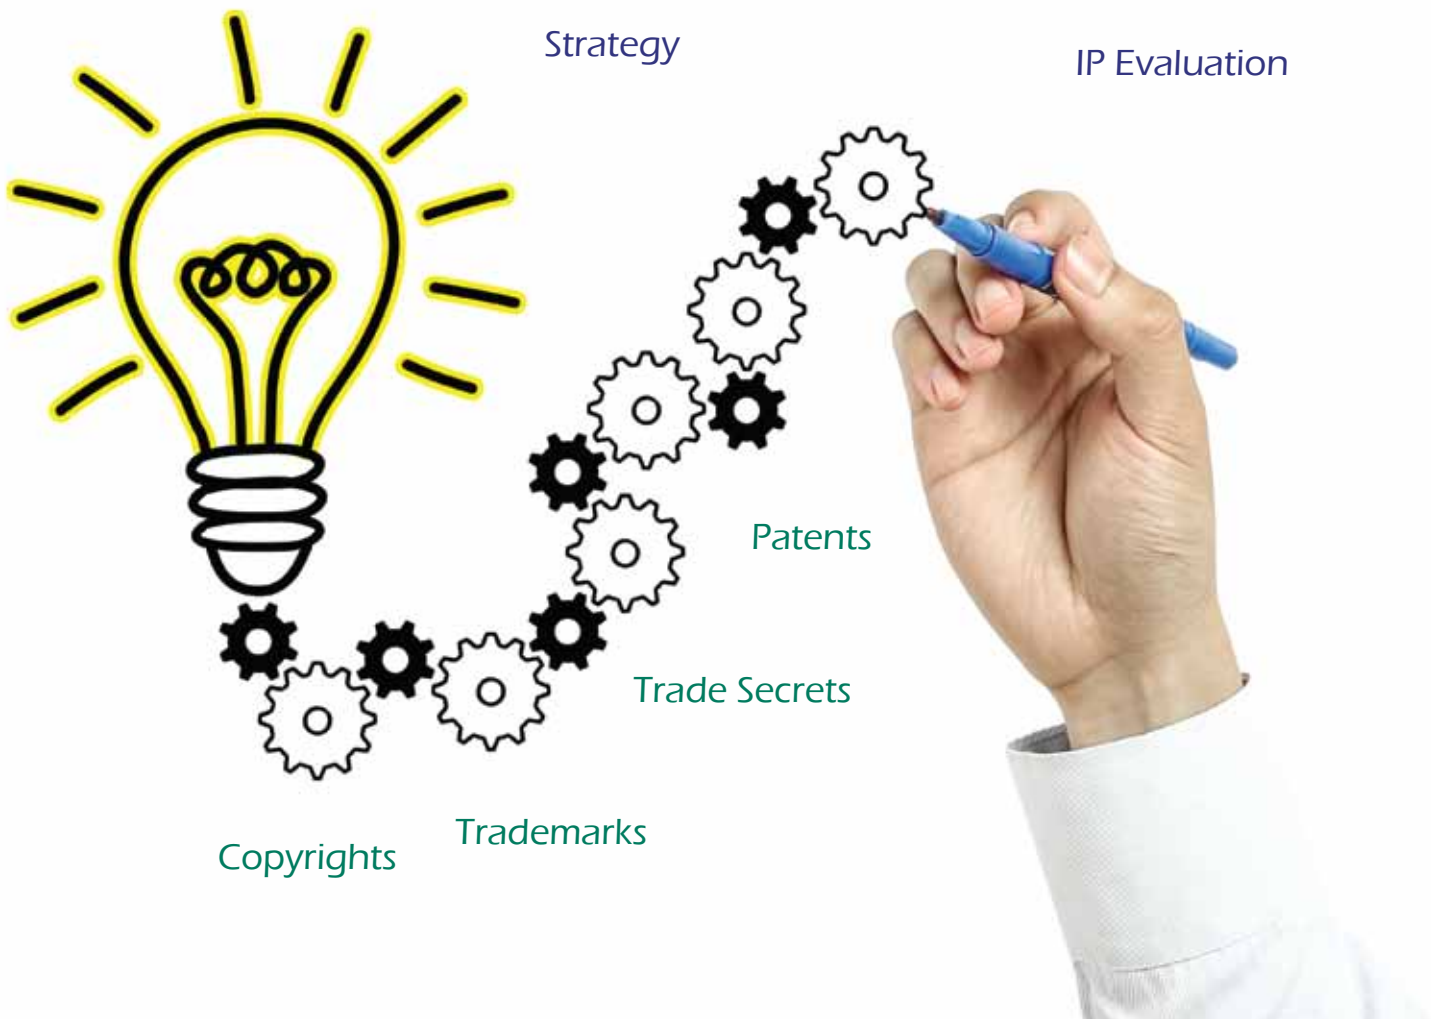 Strategy
IP Evaluation
Patents
Trade Secrets
Trademarks
Copyrights